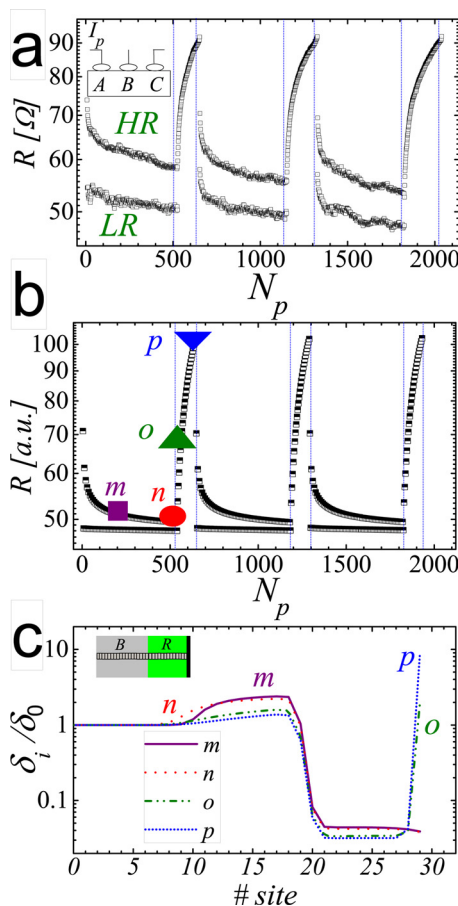 a
I_p
A B C
HR
LR
R [Ω]
90
80
70
60
50
0 500 1000 1500 2000
N_p
b
p
o
m
n
R [a.u.]
100
90
80
70
60
50
0 500 1000 1500 2000
N_p
c
B R
p
o
m
n
m
n
o
p
δ_i/δ_0
10
1
0.1
0 5 10 15 20 25 30
# site